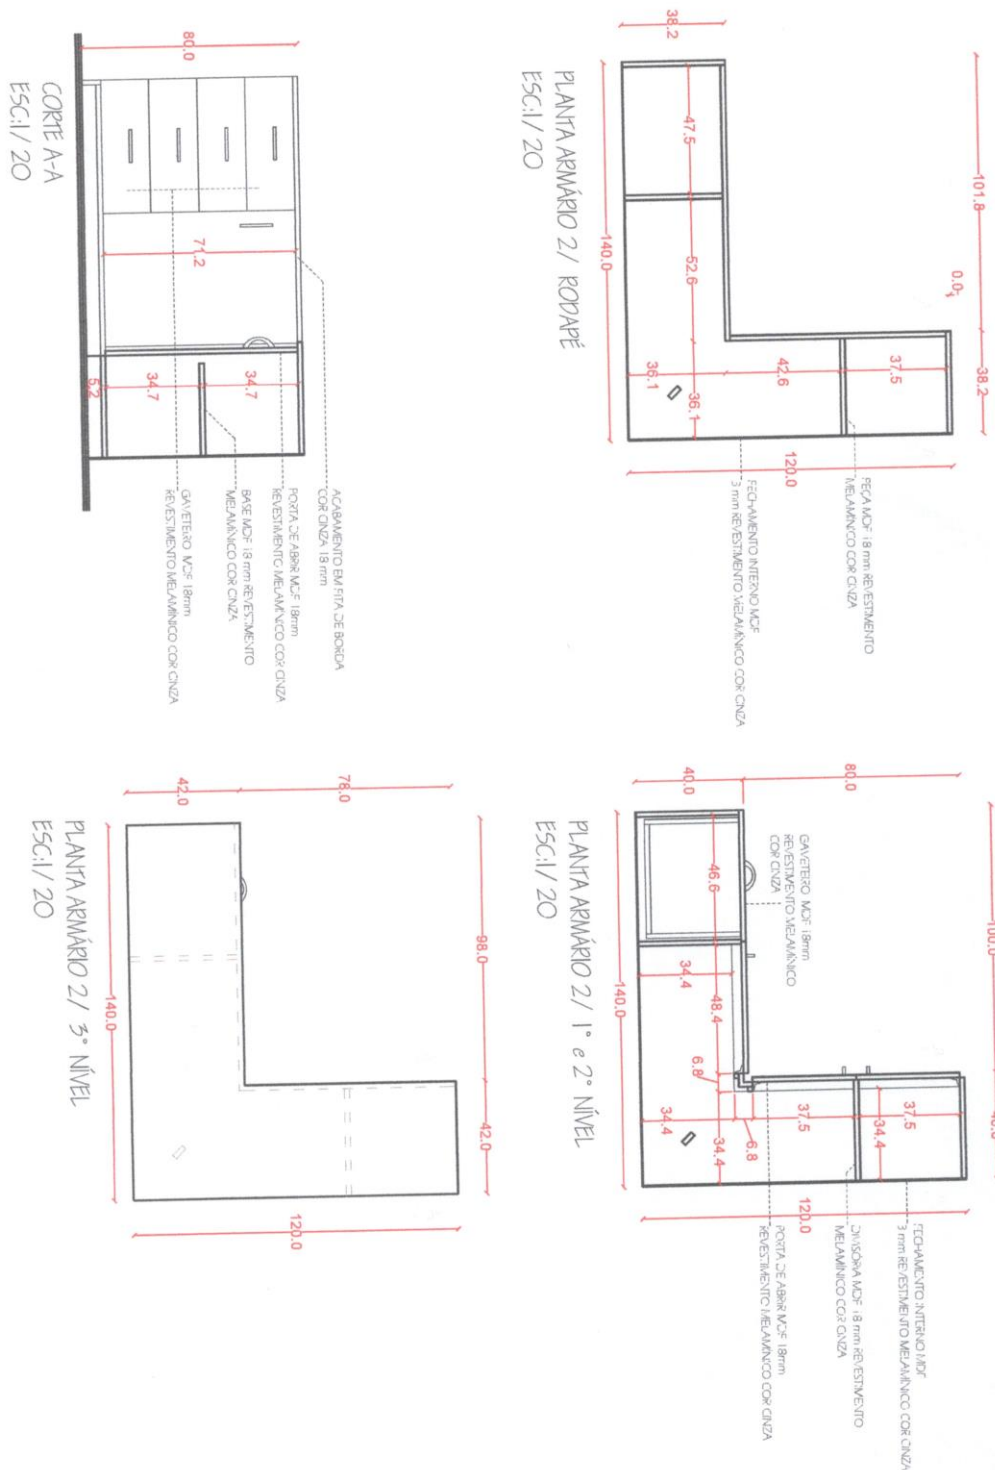 38.2
101.8
38.2
0.0
47.5
52.6
36.1
36.1
42.6
37.5
140.0
120.0
PEÇA MDF 18 mm REVESTIMENTO
MELAMÍNICO COR CINZA
FECHAMENTO INTERNO MDF
3 mm REVESTIMENTO MELAMÍNICO COR CINZA
PLANTA ARMÁRIO 2/ RODAPÉ
ESC:1/ 20
40.0
80.0
100.0
GAVETEIRO MDF 18mm
REVESTIMENTO MELAMÍNICO
COR CINZA
46.6
34.4
48.4
6.8
6.8
34.4
34.4
37.5
37.5
34.4
140.0
120.0
FECHAMENTO INTERNO MDF
3 mm REVESTIMENTO MELAMÍNICO COR CINZA
DIVISÓRIA MDF 18 mm REVESTIMENTO
MELAMÍNICO COR CINZA
PORTA DE ABRIR MDF 18mm
REVESTIMENTO MELAMÍNICO COR CINZA
PLANTA ARMÁRIO 2/ 1° e 2° NÍVEL
ESC:1/ 20
80.0
71.2
5.2
34.7
34.7
ACABAMENTO EM FITA DE BORDA
COR CINZA 18 mm
PORTA DE ABRIR MDF 18mm
REVESTIMENTO MELAMÍNICO COR CINZA
BASE MDF 18 mm REVESTIMENTO
MELAMÍNICO COR CINZA
GAVETEIRO MDF 18mm
REVESTIMENTO MELAMÍNICO COR CINZA
CORTE A-A
ESC:1/ 20
42.0
78.0
98.0
42.0
140.0
120.0
PLANTA ARMÁRIO 2/ 3° NÍVEL
ESC:1/ 20